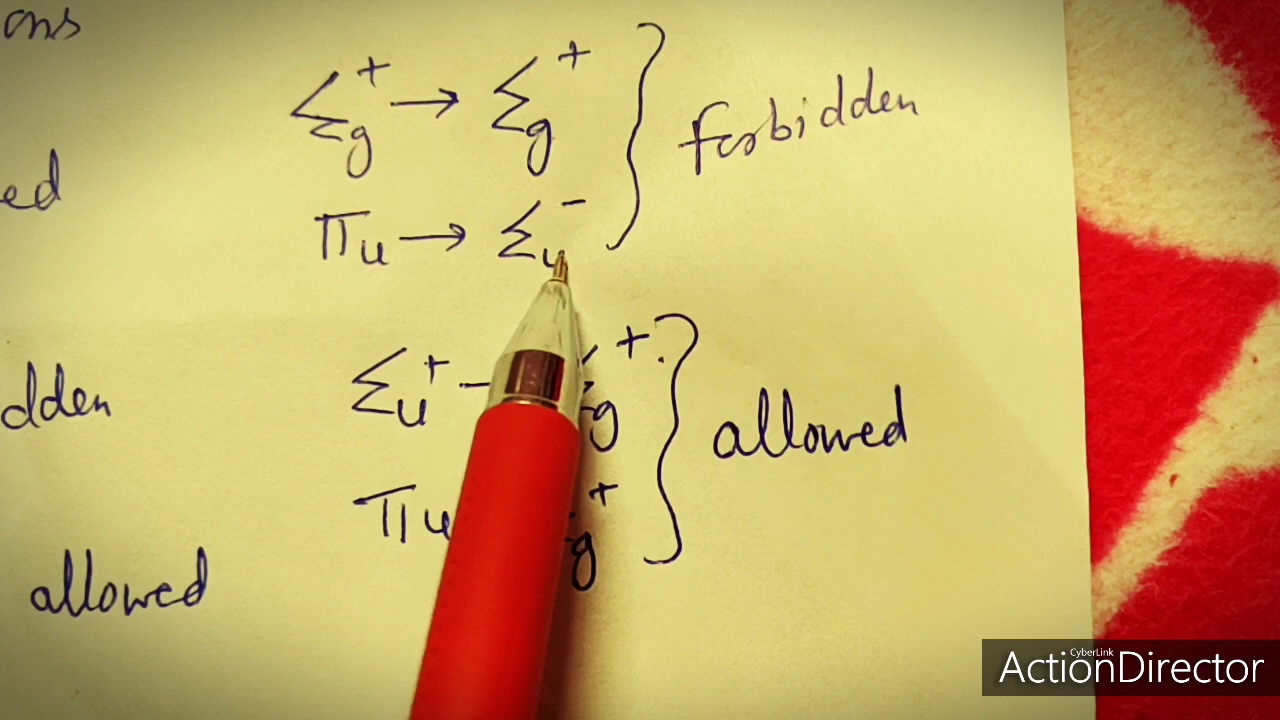 ons
Σg⁺ → Σg⁺
forbidden
ed
Πu → Σu⁻
Σu⁺ – g⁺
dden
allowed
Πu g⁺
allowed
CyberLink
ActionDirector